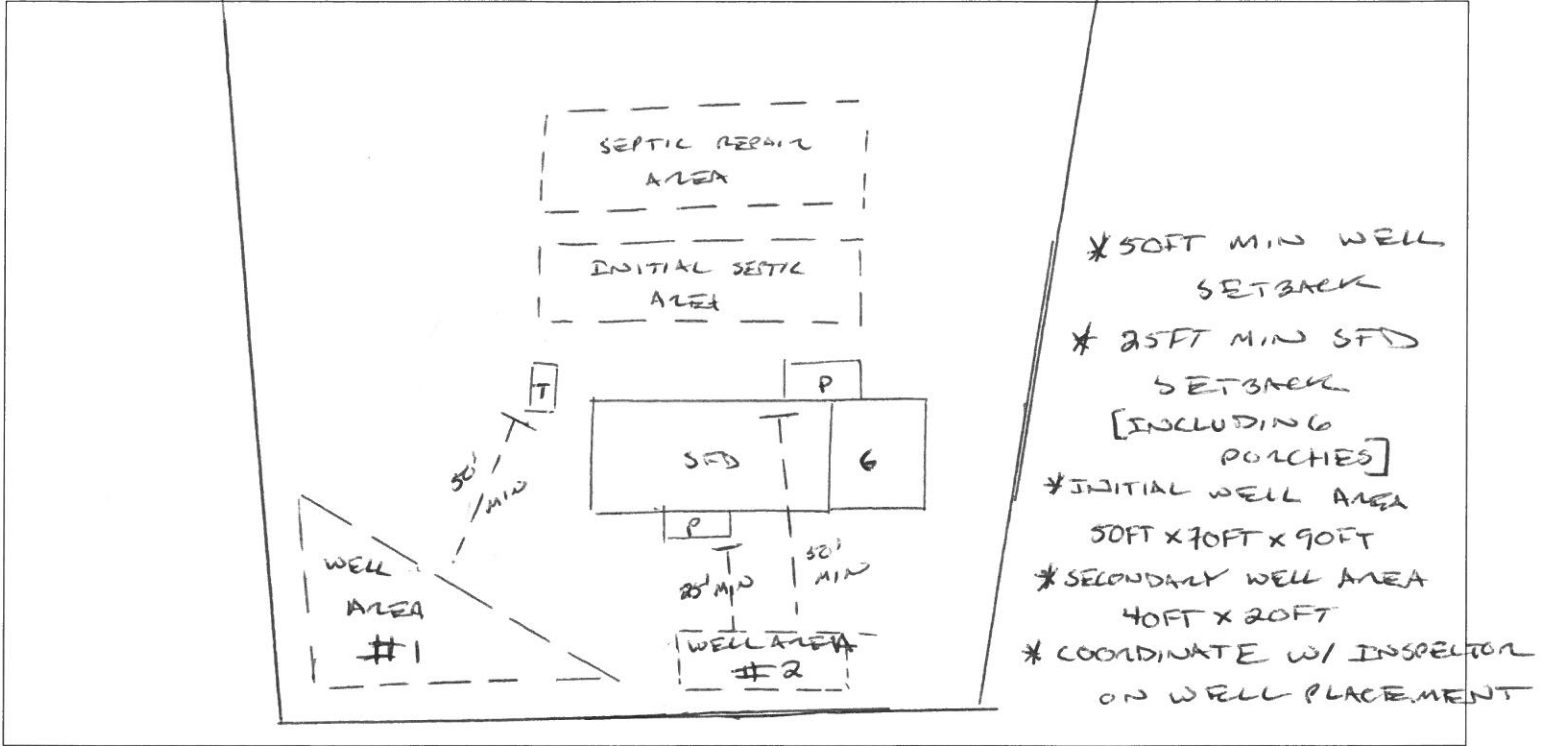 SEPTIC REPAIR
AREA
INITIAL SEPTIC
AREA
T
P
SFD
G
P
50'
MIN
25' MIN
50'
MIN
WELL
AREA
#1
WELL AREA
#2
* 50FT MIN WELL
SETBACK
* 25FT MIN SFD
SETBACK
[INCLUDING
PORCHES]
* INITIAL WELL AREA
50FT x 70FT x 90FT
* SECONDARY WELL AREA
40FT x 20FT
* COORDINATE W/ INSPECTOR
ON WELL PLACEMENT